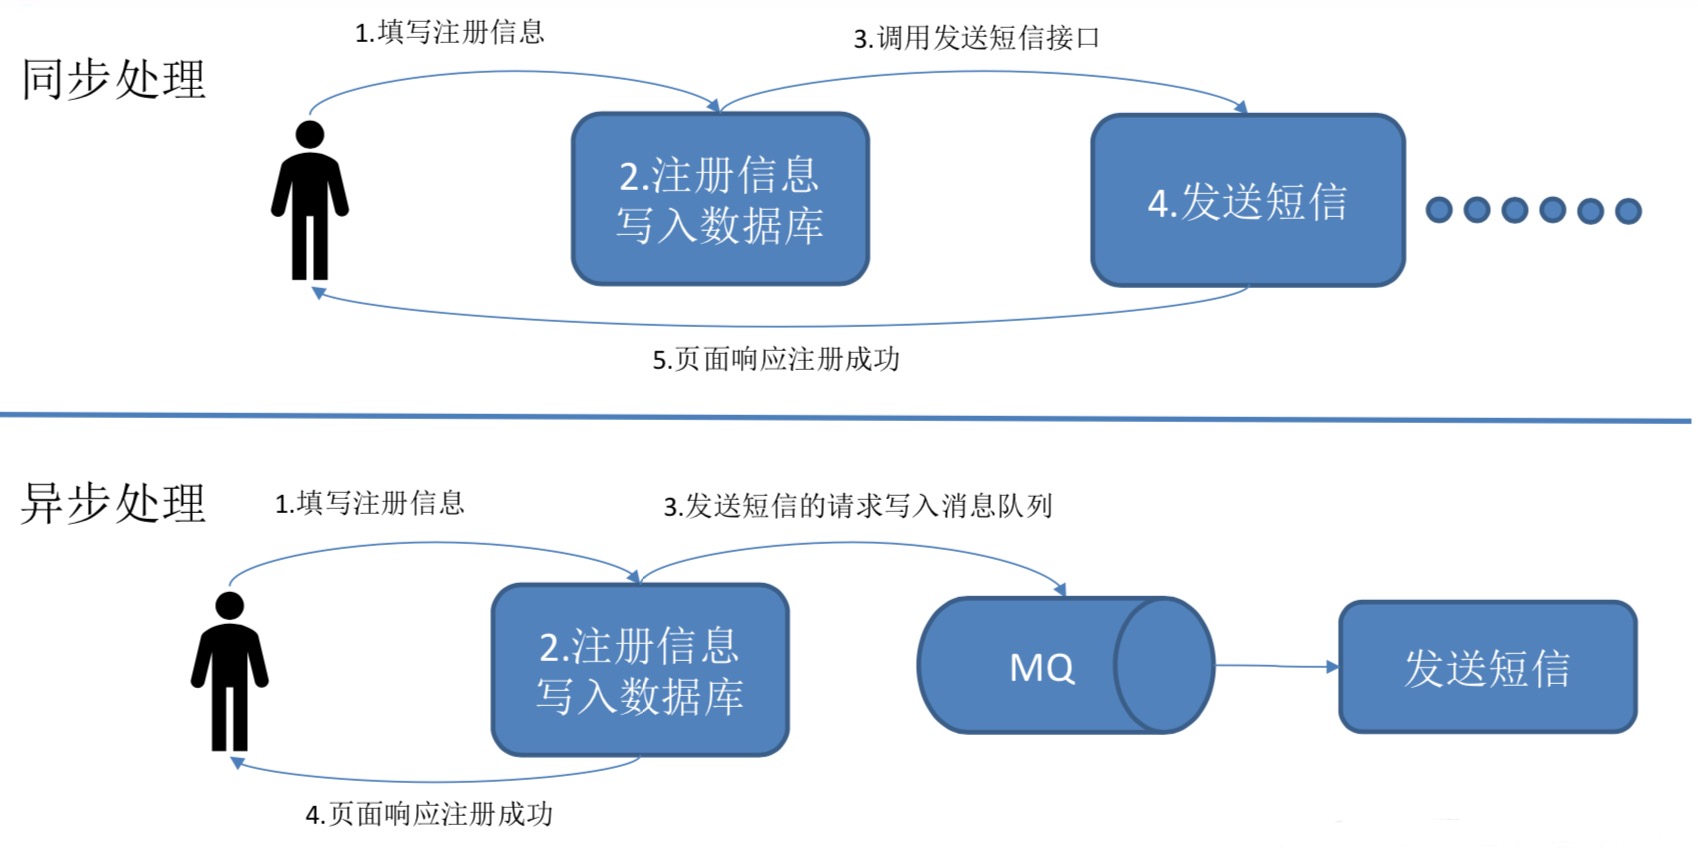 同步处理
1.填写注册信息
3.调用发送短信接口
2.注册信息
写入数据库
4.发送短信
5.页面响应注册成功
异步处理
1.填写注册信息
3.发送短信的请求写入消息队列
2.注册信息
写入数据库
MQ
发送短信
4.页面响应注册成功